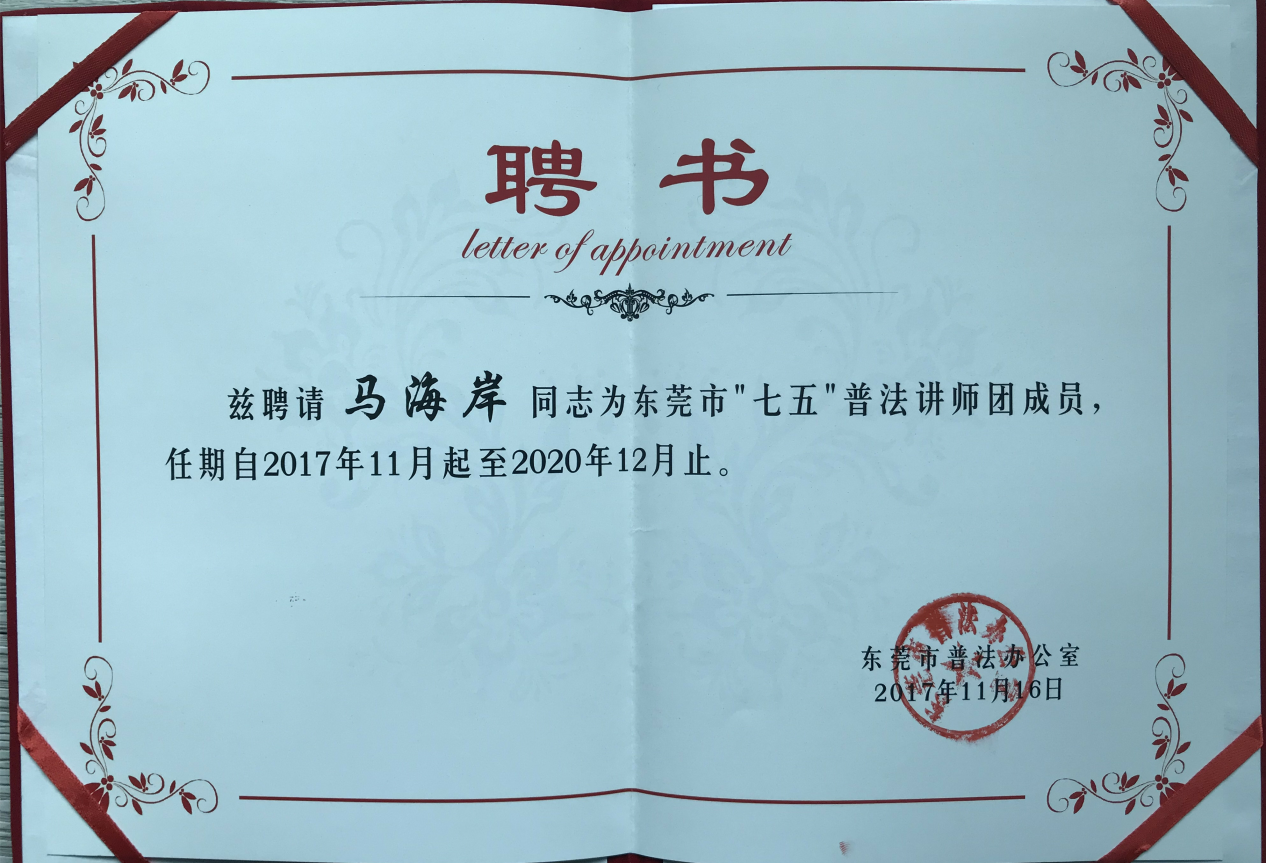 聘 书
letter of appointment
兹聘请 马海岸 同志为东莞市"七五"普法讲师团成员，
任期自2017年11月起至2020年12月止。
东莞市普法办公室
2017年11月16日